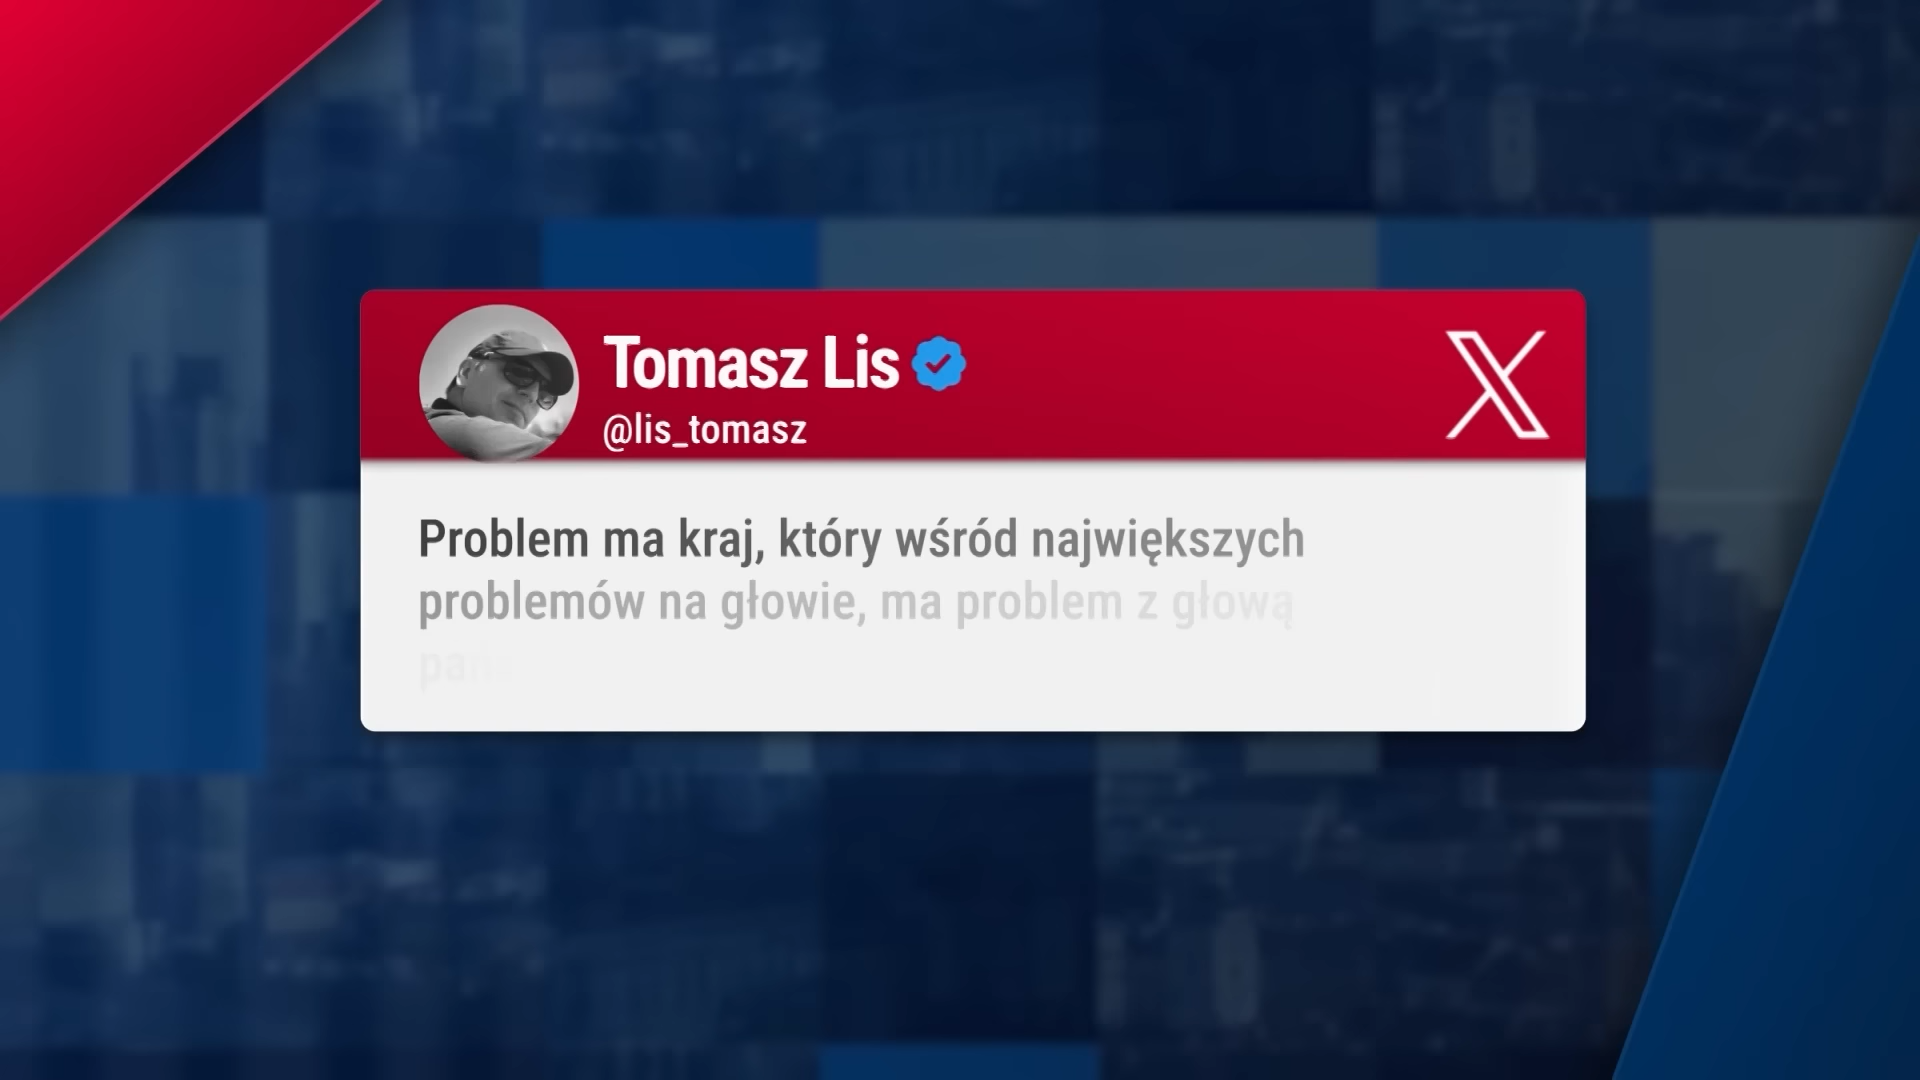 Tomasz Lis
@lis_tomasz
Problem ma kraj, który wśród największych
problemów na głowie, ma problem z głową